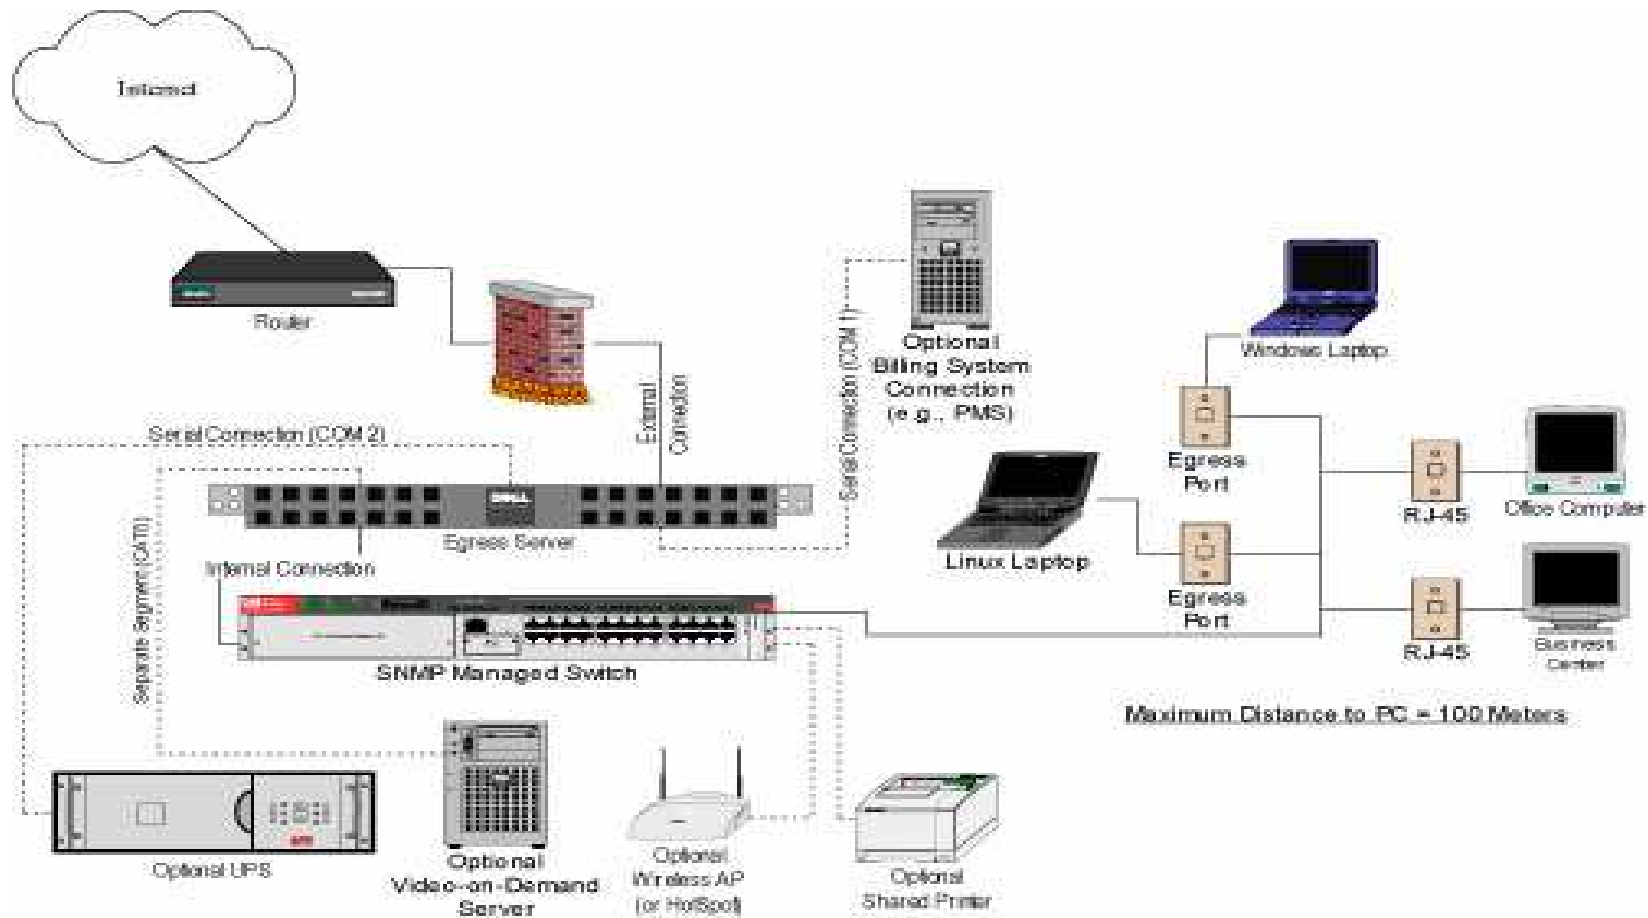 Internet
Router
Optional
Billing System
Connection
(e.g., PMS)
Windows Laptop
Serial Connection (COM 2)
External
Connection
Serial Connection (COM 1)
Egress
Port
RJ-45
Office Computer
Egress Server
Internal Connection
Linux Laptop
Egress
Port
RJ-45
Business
Center
Separate Segment
SNMP Managed Switch
Maximum Distance to PC = 100 Meters
Optional UPS
Optional
Video-on-Demand
Server
Optional
Wireless AP
(or HotSpot)
Optional
Shared Printer
DELL
APC